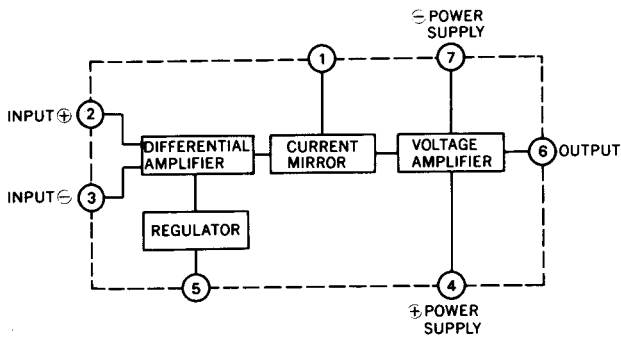 ⊖ POWER
SUPPLY
1
7
INPUT ⊕ 2
DIFFERENTIAL
AMPLIFIER
CURRENT
MIRROR
VOLTAGE
AMPLIFIER
6 OUTPUT
INPUT ⊖ 3
REGULATOR
5
4
⊕ POWER
SUPPLY